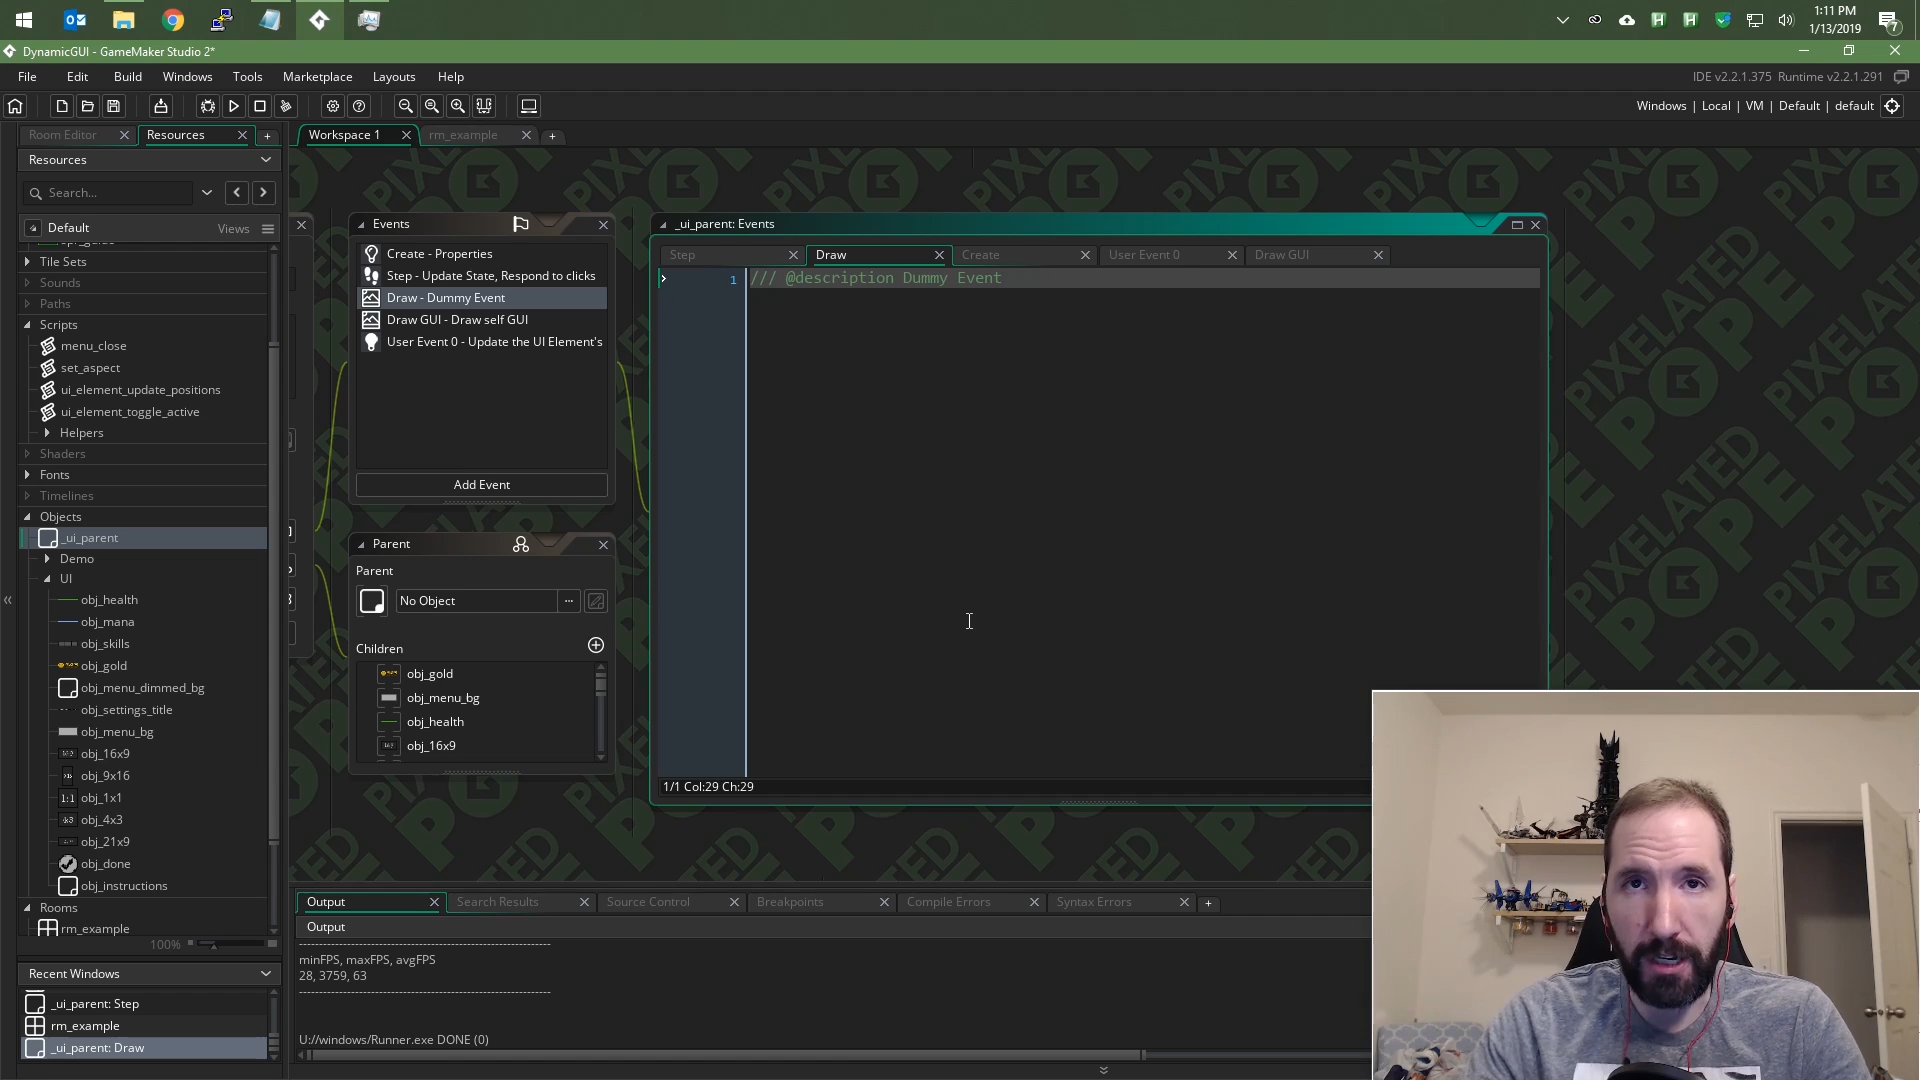 1:11 PM
1/13/2019
7
DynamicGUI - GameMaker Studio 2*
File Edit Build Windows Tools Marketplace Layouts Help
IDE v2.2.1.375 Runtime v2.2.1.291
Windows | Local | VM | Default | default
Room Editor
Resources
Workspace 1
rm_example
Resources
Search...
Default
Views
Tile Sets
Sounds
Paths
Scripts
menu_close
set_aspect
ui_element_update_positions
ui_element_toggle_active
Helpers
Shaders
Fonts
Timelines
Objects
_ui_parent
Demo
UI
obj_health
obj_mana
obj_skills
obj_gold
obj_menu_dimmed_bg
obj_settings_title
obj_menu_bg
obj_16x9
obj_9x16
obj_1x1
obj_4x3
obj_21x9
obj_done
obj_instructions
Rooms
rm_example
100%
Recent Windows
_ui_parent: Step
rm_example
_ui_parent: Draw
Events
Create - Properties
Step - Update State, Respond to clicks
Draw - Dummy Event
Draw GUI - Draw self GUI
User Event 0 - Update the UI Element's
Add Event
Parent
Parent
No Object
...
Children
obj_gold
obj_menu_bg
obj_health
obj_16x9
_ui_parent: Events
Step Draw Create User Event 0 Draw GUI
1 /// @description Dummy Event
1/1 Col:29 Ch:29
Output Search Results Source Control Breakpoints Compile Errors Syntax Errors
Output
minFPS, maxFPS, avgFPS
28, 3759, 63
U://windows/Runner.exe DONE (0)
PIXELATED
POPE